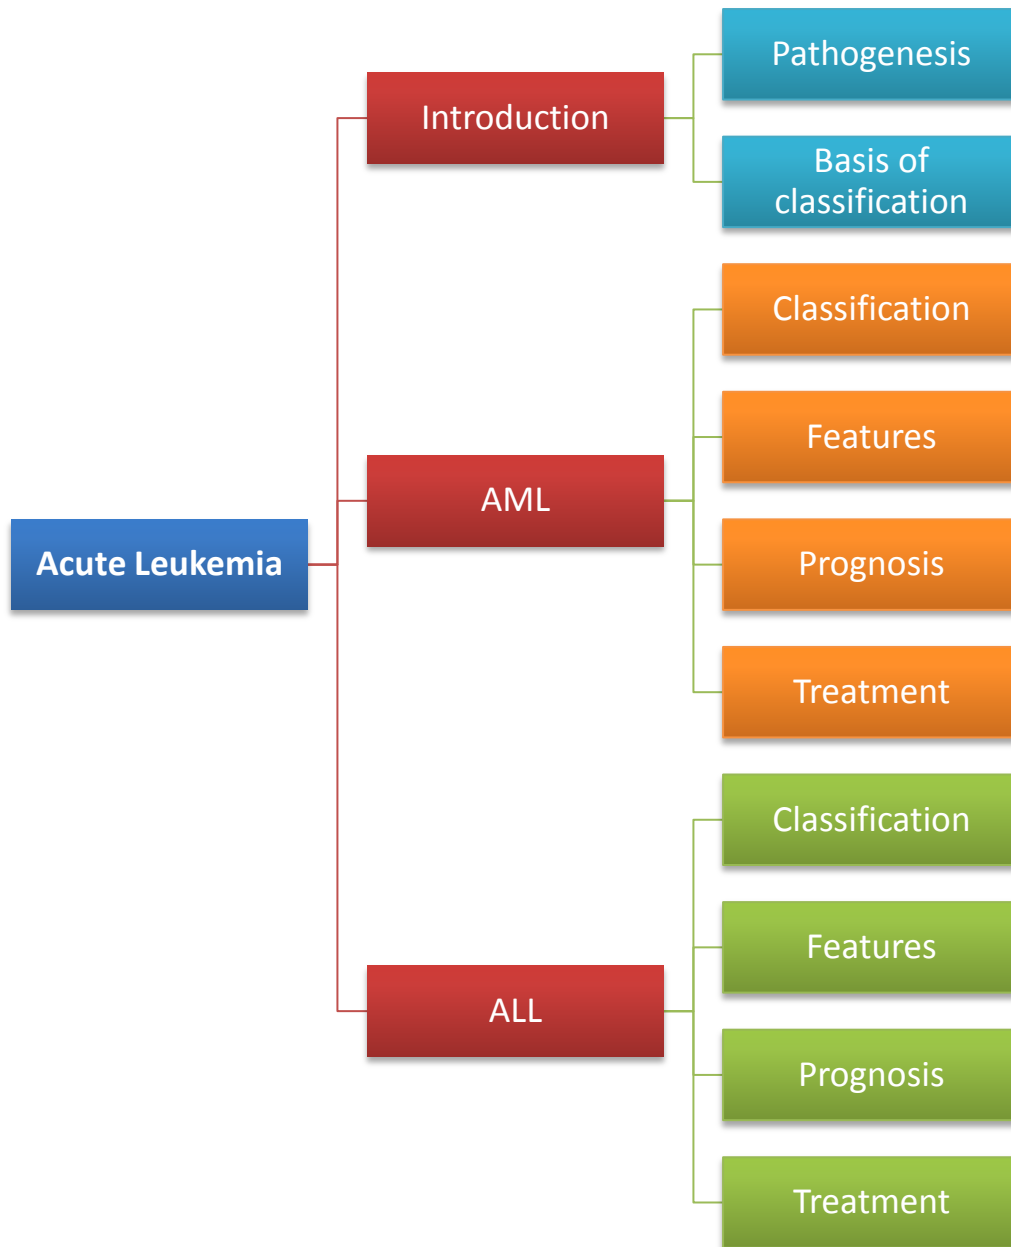 Acute Leukemia
Introduction
Pathogenesis
Basis of
classification
AML
Classification
Features
Prognosis
Treatment
ALL
Classification
Features
Prognosis
Treatment